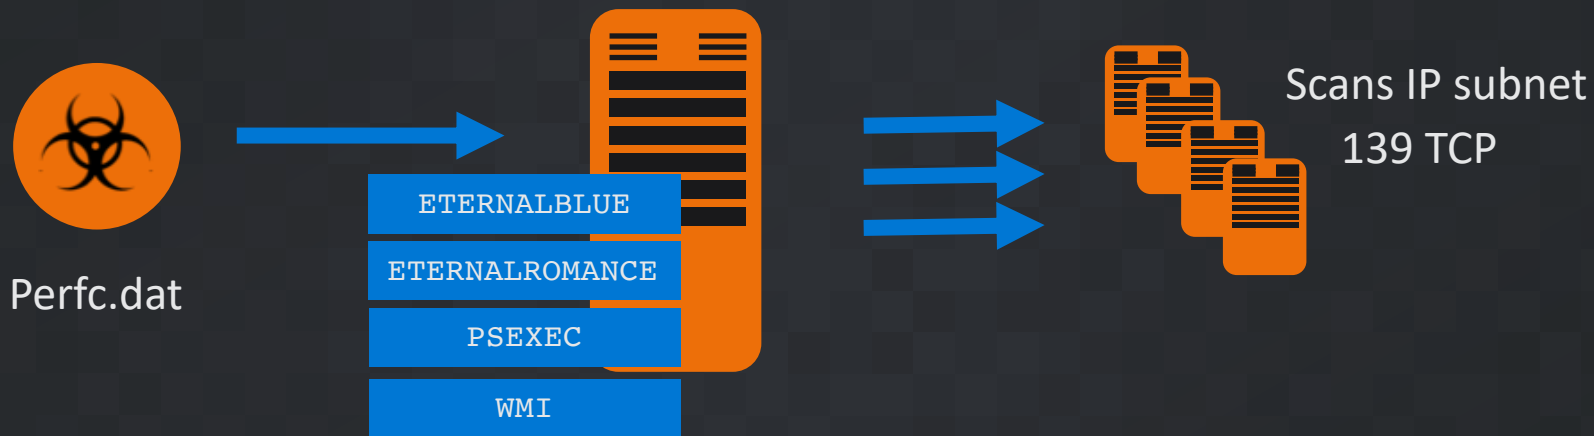 Perfc.dat
ETERNALBLUE
ETERNALROMANCE
PSEXEC
WMI
Scans IP subnet
139 TCP